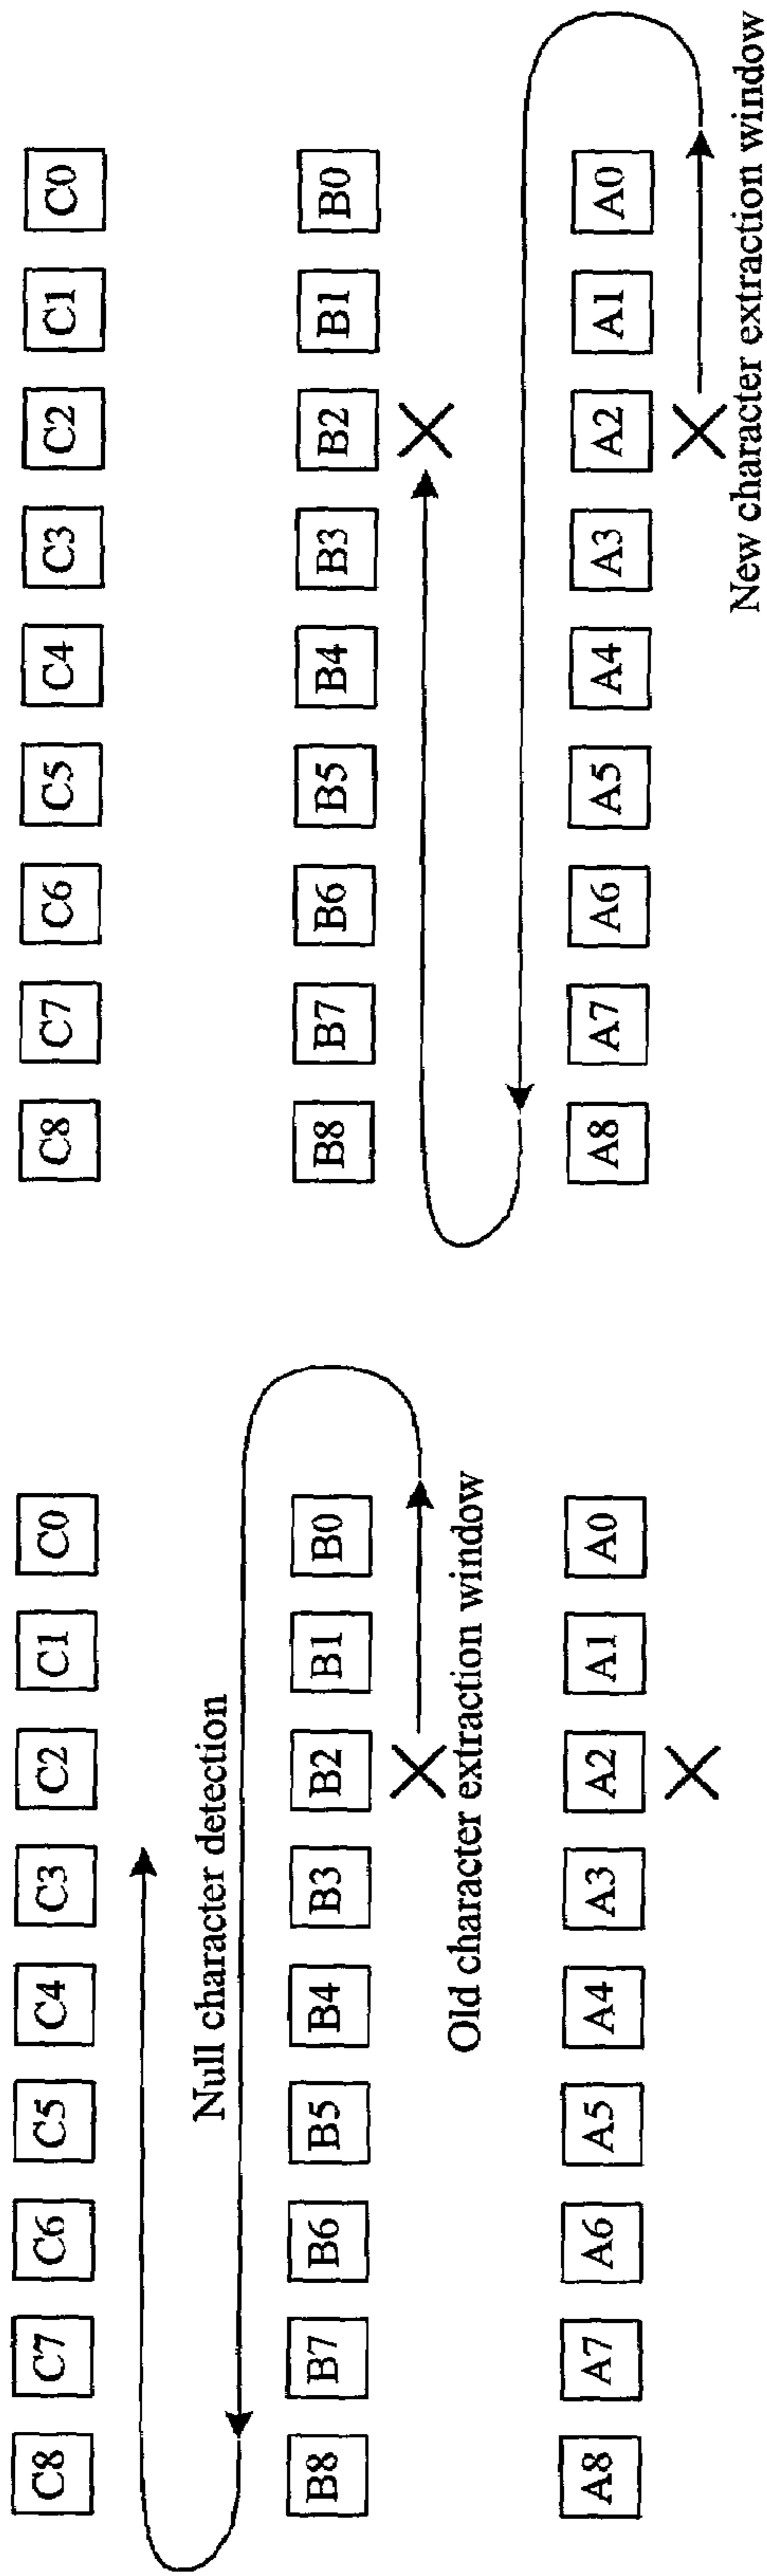 C8 C7 C6 C5 C4 C3 C2 C1 C0
Null character detection
B8 B7 B6 B5 B4 B3 B2 B1 B0
Old character extraction window
A8 A7 A6 A5 A4 A3 A2 A1 A0
C8 C7 C6 C5 C4 C3 C2 C1 C0
B8 B7 B6 B5 B4 B3 B2 B1 B0
A8 A7 A6 A5 A4 A3 A2 A1 A0
New character extraction window